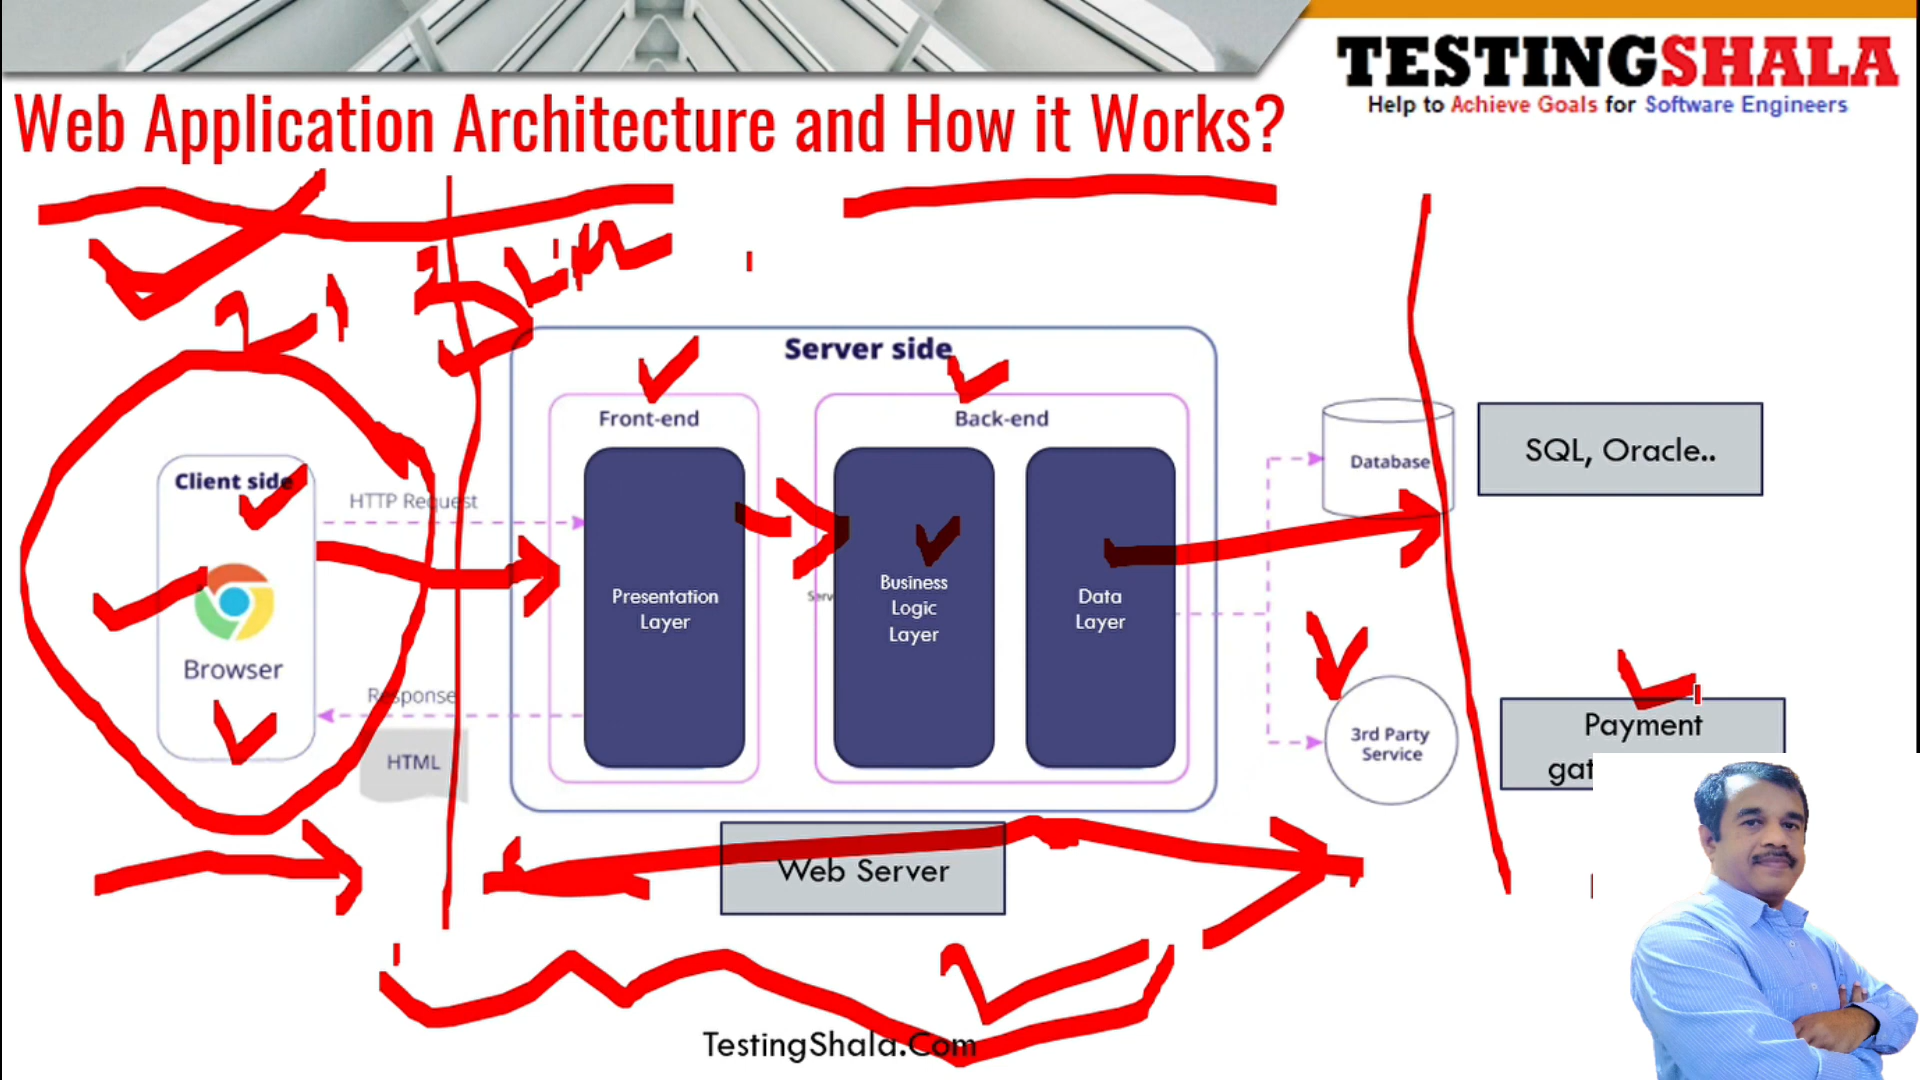 TESTINGSHALA
Help to Achieve Goals for Software Engineers
Web Application Architecture and How it Works?
Server side
Front-end
Back-end
Client side
HTTP Request
Database
SQL, Oracle..
Presentation
Layer
Business
Logic
Layer
Data
Layer
Browser
Response
HTML
3rd Party
Service
Payment
Web Server
TestingShala.Com